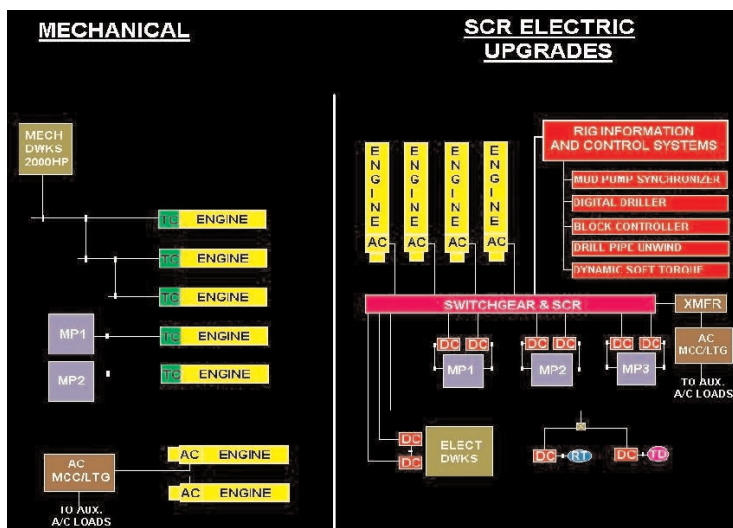 MECHANICAL
MECH
DWKS
2000HP
TC ENGINE
TC ENGINE
TC ENGINE
MP1
TC ENGINE
MP2
TC ENGINE
AC ENGINE
AC
MCC/LTG
AC ENGINE
TO AUX.
A/C LOADS
SCR ELECTRIC
UPGRADES
ENGINE
AC
ENGINE
AC
ENGINE
AC
ENGINE
AC
RIG INFORMATION
AND CONTROL SYSTEMS
MUD PUMP SYNCHRONIZER
DIGITAL DRILLER
BLOCK CONTROLLER
DRILL PIPE UNWIND
DYNAMIC SOFT TORQUE
SWITCHGEAR & SCR
XMFR
AC
MCC/LTG
TO AUX.
A/C LOADS
DC DC
MP1
DC DC
MP2
DC DC
MP3
DC
DC
ELECT
DWKS
DC RT
DC TD